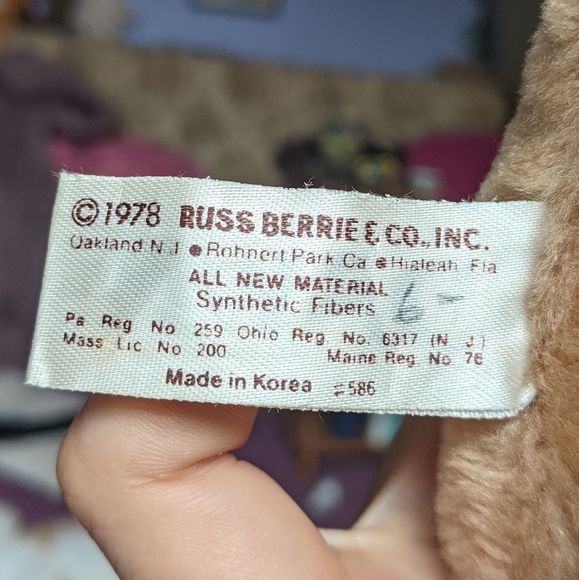 ©1978 RUSS BERRIE & CO., INC.
Oakland N J ● Rohnert Park Ca ● Hialeah Fla
ALL NEW MATERIAL
Synthetic Fibers 6-
Pa Reg No 259 Ohio Reg. No. 6317 (N J)
Mass Lic No 200 Maine Reg No. 76
Made in Korea #586